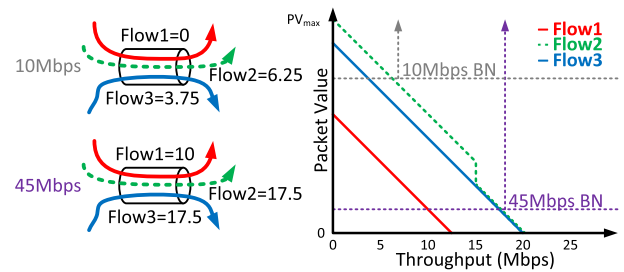 Flow1=0
10Mbps
Flow2=6.25
Flow3=3.75
Flow1=10
45Mbps
Flow2=17.5
Flow3=17.5
PVmax
Flow1
Flow2
Flow3
10Mbps BN
45Mbps BN
Packet Value
0
0 5 10 15 20 25
Throughput (Mbps)